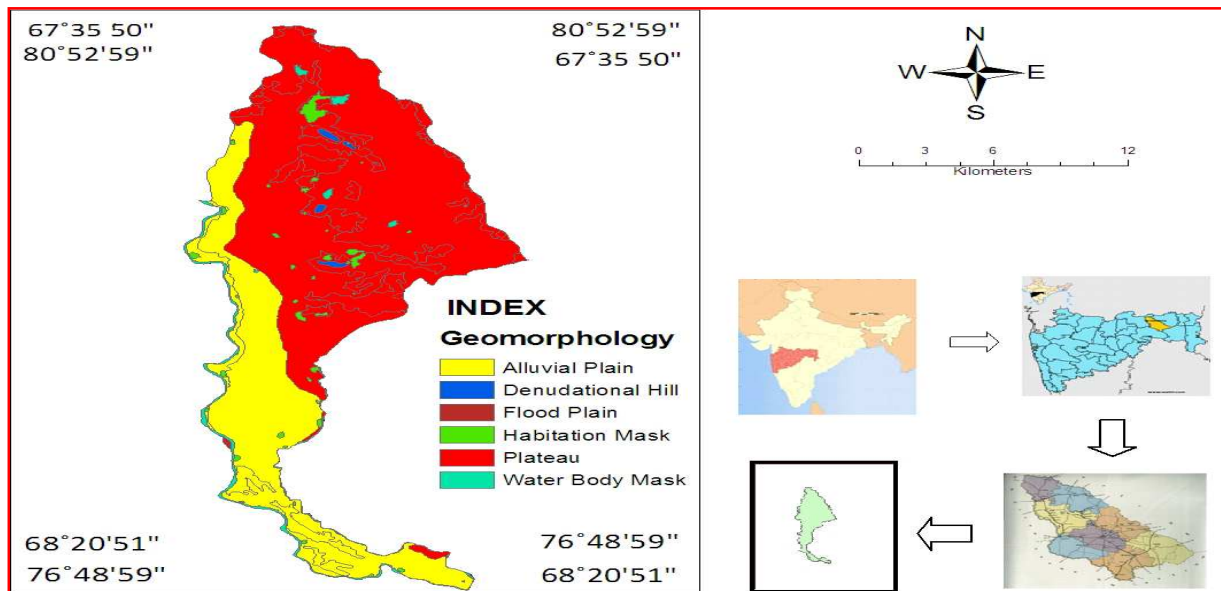 67°35 50"
80°52'59"
80°52'59"
67°35 50"
N
W E
S
0 3 6 12
Kilometers
INDEX
Geomorphology
Alluvial Plain
Denudational Hill
Flood Plain
Habitation Mask
Plateau
Water Body Mask
68°20'51"
76°48'59"
76°48'59"
68°20'51"